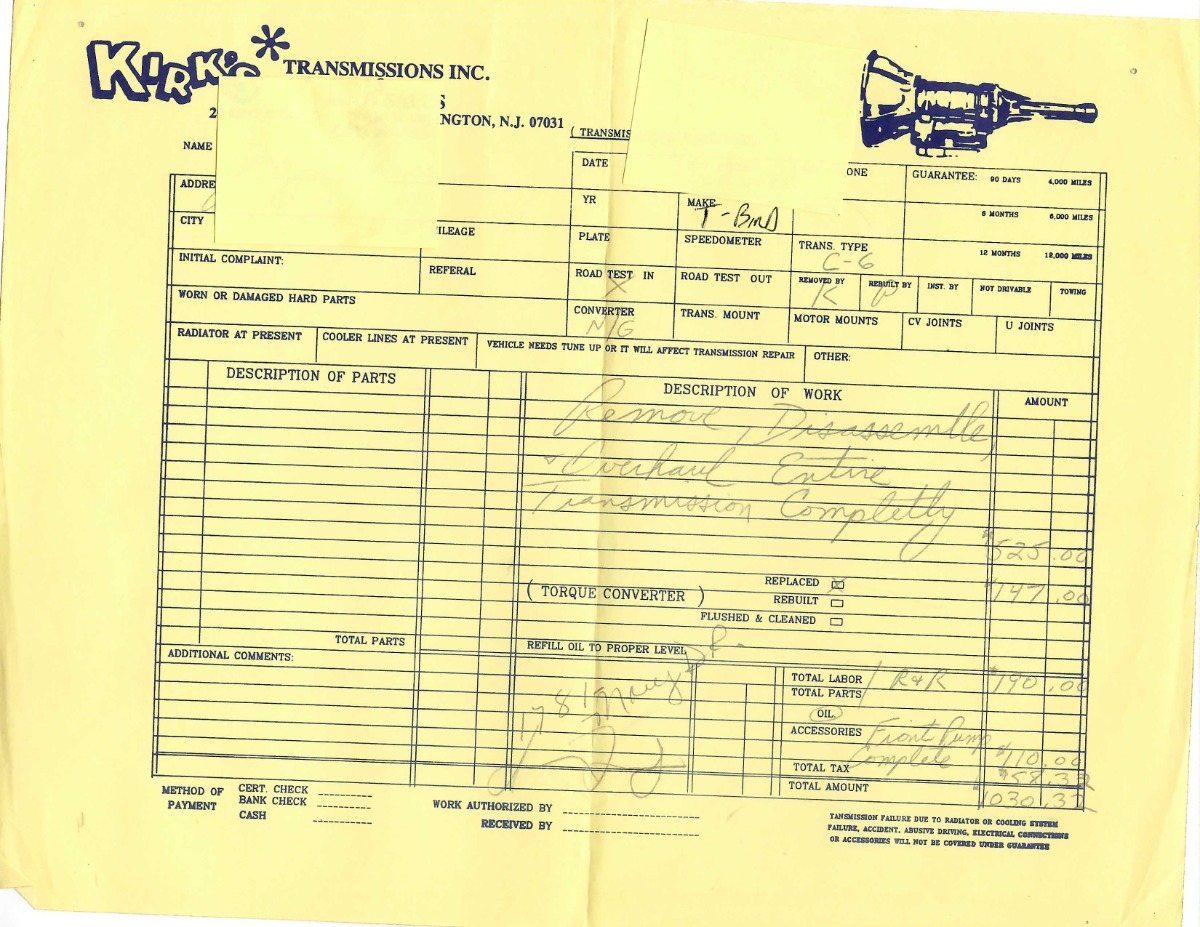 KIRK'S TRANSMISSIONS INC.
2
NGTON, N.J. 07031
( TRANSMIS
NAME
DATE
ONE
GUARANTEE: 90 DAYS 4,000 MILES
ADDRE
YR
MAKE T-BIRD
6 MONTHS 6,000 MILES
CITY
ILEAGE
PLATE
SPEEDOMETER
TRANS. TYPE C-6
12 MONTHS 12,000 MILES
INITIAL COMPLAINT:
REFERAL
ROAD TEST IN X
ROAD TEST OUT
REMOVED BY K
REBUILT BY
INST. BY
NOT DRIVABLE
TOWING
WORN OR DAMAGED HARD PARTS
CONVERTER N/G
TRANS. MOUNT
MOTOR MOUNTS
CV JOINTS
U JOINTS
RADIATOR AT PRESENT
COOLER LINES AT PRESENT
VEHICLE NEEDS TUNE UP OR IT WILL AFFECT TRANSMISSION REPAIR
OTHER:
DESCRIPTION OF PARTS
DESCRIPTION OF WORK
AMOUNT
Remove, Disassemble,
& Overhaul Entire
Transmission Completly
$525.00
( TORQUE CONVERTER )
REPLACED X $147.00
REBUILT
FLUSHED & CLEANED
TOTAL PARTS
REFILL OIL TO PROPER LEVEL
ADDITIONAL COMMENTS:
TOTAL LABOR / R&R $190.00
TOTAL PARTS
OIL
ACCESSORIES Front Pump
Complete $110.00
TOTAL TAX $58.32
TOTAL AMOUNT $1030.32
METHOD OF PAYMENT
CERT. CHECK
BANK CHECK
CASH
WORK AUTHORIZED BY
RECEIVED BY
TANSMISSION FAILURE DUE TO RADIATOR OR COOLING SYSTEM
FAILURE, ACCIDENT, ABUSIVE DRIVING, ELECTRICAL CONNECTIONS
OR ACCESSORIES WILL NOT BE COVERED UNDER GUARANTEE